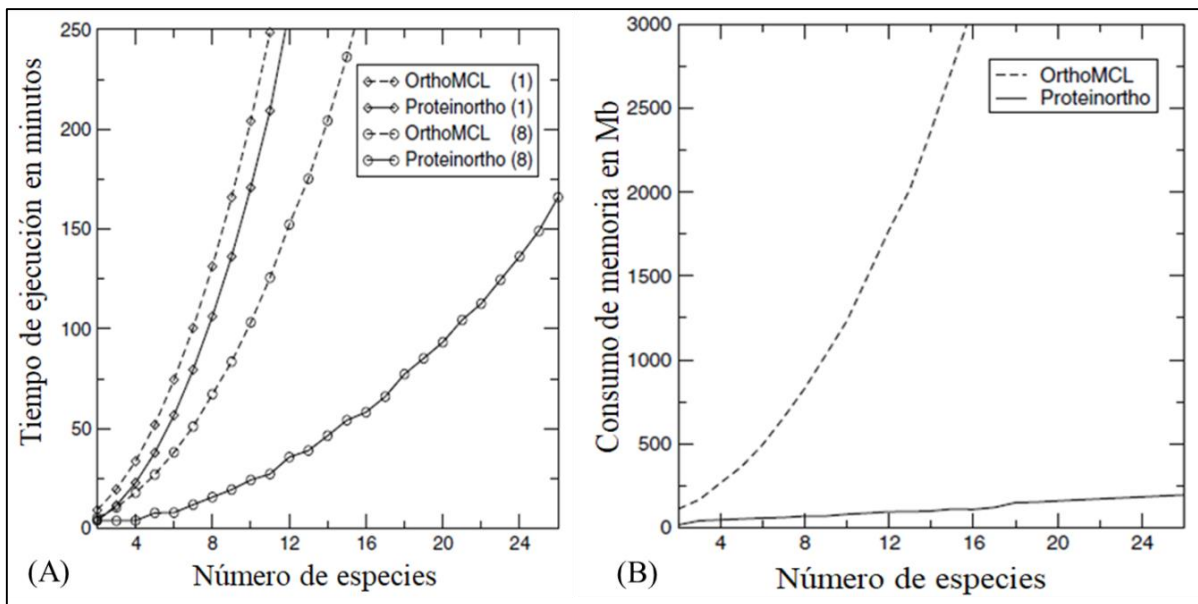 Tiempo de ejecución en minutos
250
200
150
100
50
0
4
8
12
16
20
24
Número de especies
(A)
OrthoMCL (1)
Proteinortho (1)
OrthoMCL (8)
Proteinortho (8)
Consumo de memoria en Mb
3000
2500
2000
1500
1000
500
0
4
8
12
16
20
24
Número de especies
(B)
OrthoMCL
Proteinortho